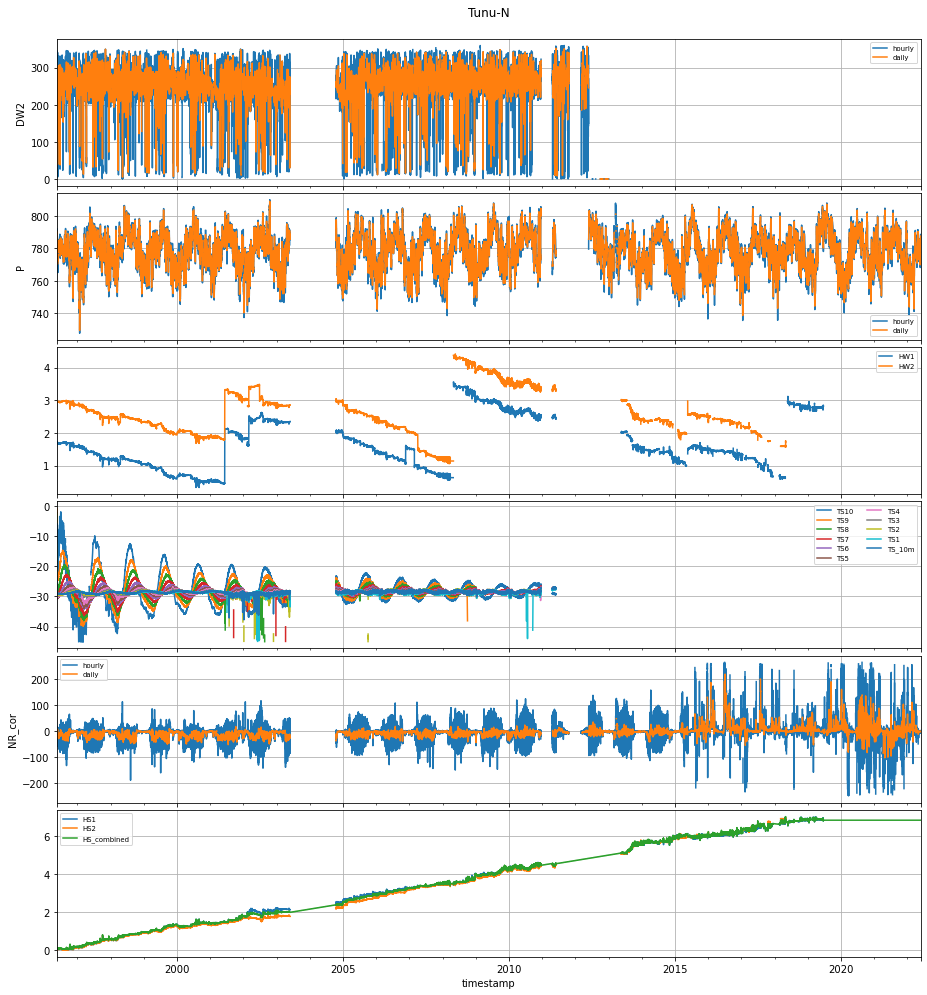 Tunu-N
DW2
300
200
100
0
hourly
daily
P
800
780
760
740
hourly
daily
4
3
2
1
HW1
HW2
0
−10
−20
−30
−40
TS10
TS9
TS8
TS7
TS6
TS5
TS4
TS3
TS2
TS1
TS_10m
NR_cor
200
100
0
−100
−200
hourly
daily
6
4
2
0
HS1
HS2
HS_combined
2000 2005 2010 2015 2020
timestamp